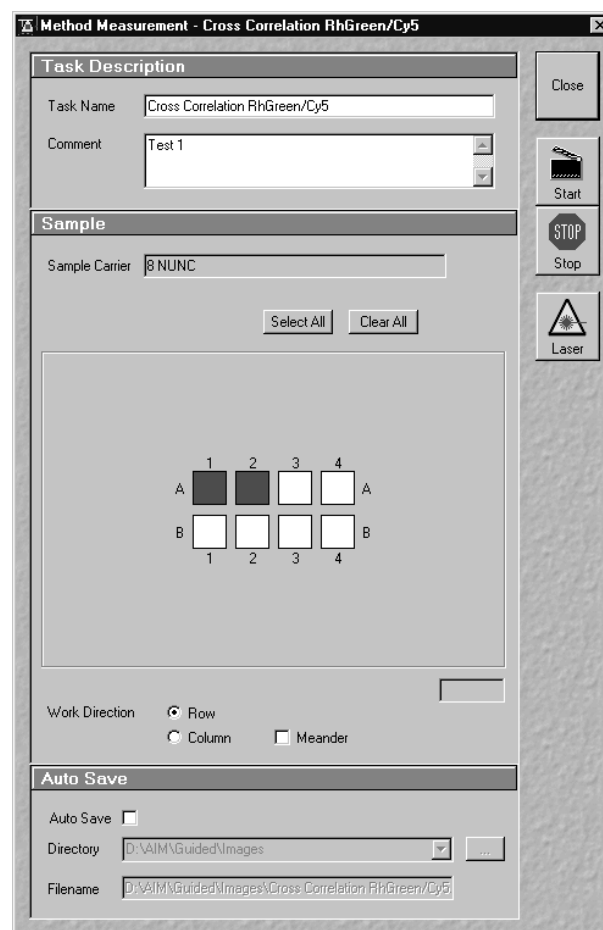 Method Measurement - Cross Correlation RhGreen/Cy5
Task Description
Task Name Cross Correlation RhGreen/Cy5
Comment Test 1
Close
Start
Sample
STOP
Stop
Sample Carrier 8 NUNC
Select All Clear All
Laser
1 2 3 4
A A
B B
1 2 3 4
Work Direction Row
Column Meander
Auto Save
Auto Save
Directory D:\AIM\Guided\Images ...
Filename D:\AIM\Guided\Images\Cross Correlation RhGreen/Cy5